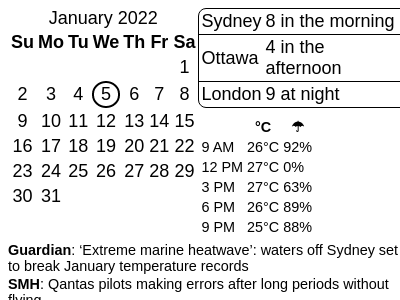 January 2022
Su Mo Tu We Th Fr Sa
1
2 3 4 5 6 7 8
9 10 11 12 13 14 15
16 17 18 19 20 21 22
23 24 25 26 27 28 29
30 31
Sydney 8 in the morning
Ottawa 4 in the
afternoon
London 9 at night
°C ☂
9 AM 26°C 92%
12 PM 27°C 0%
3 PM 27°C 63%
6 PM 26°C 89%
9 PM 25°C 88%
Guardian: ‘Extreme marine heatwave’: waters off Sydney set
to break January temperature records
SMH: Qantas pilots making errors after long periods without
flying